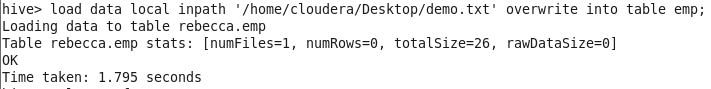 hive> load data local inpath '/home/cloudera/Desktop/demo.txt' overwrite into table emp;
Loading data to table rebecca.emp
Table rebecca.emp stats: [numFiles=1, numRows=0, totalSize=26, rawDataSize=0]
OK
Time taken: 1.795 seconds